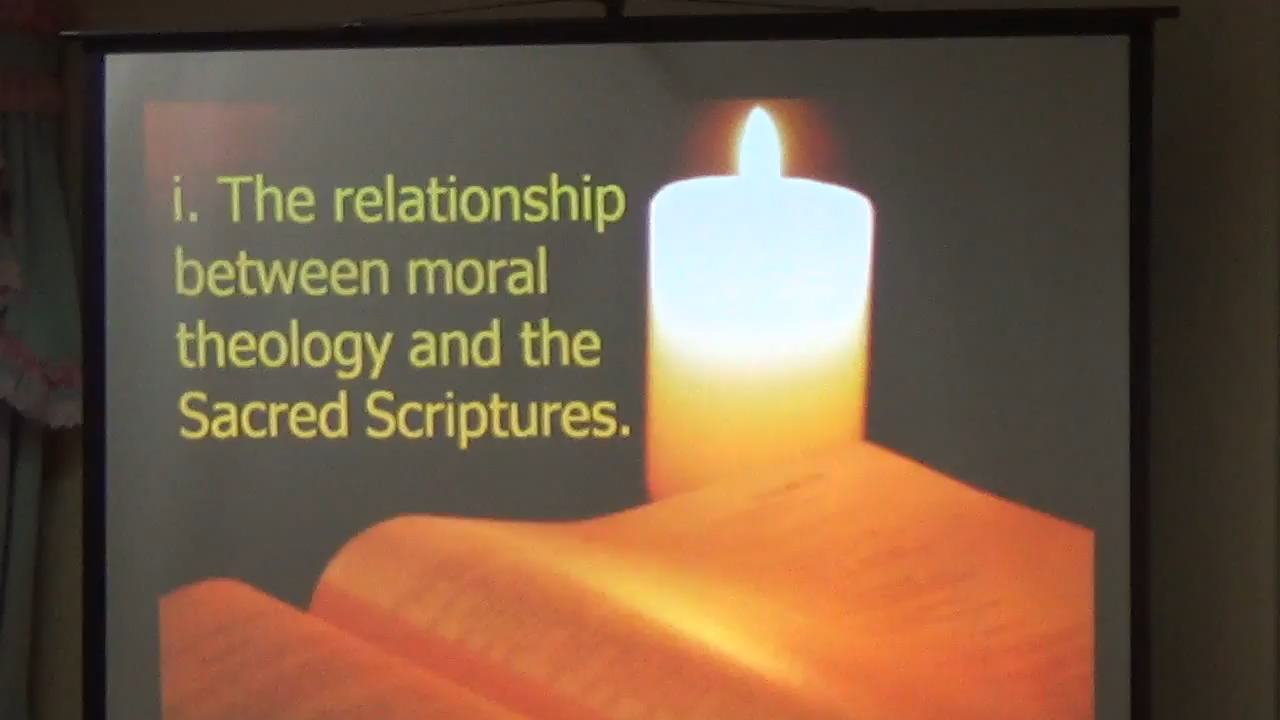 i. The relationship
between moral
theology and the
Sacred Scriptures.